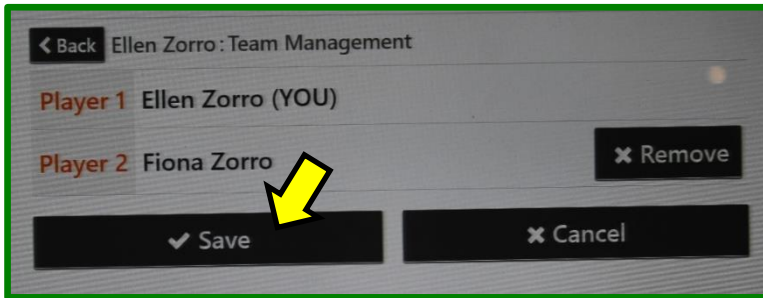 Back Ellen Zorro: Team Management
Player 1 Ellen Zorro (YOU)
Player 2 Fiona Zorro Remove
Save Cancel